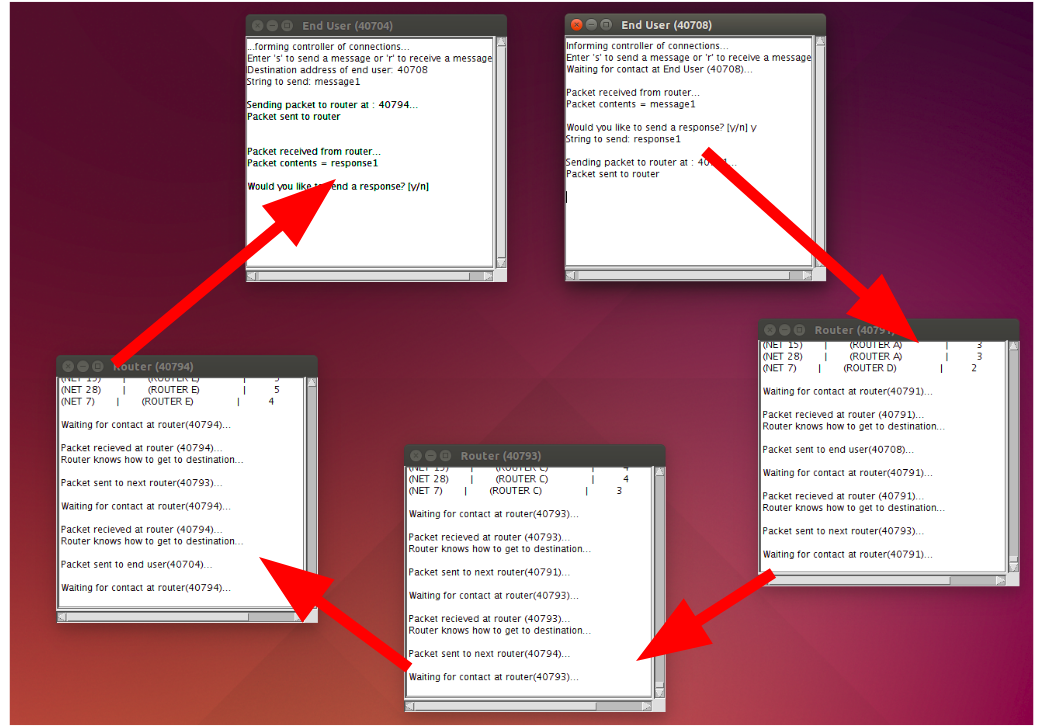 End User (40704)
...forming controller of connections...
Enter 's' to send a message or 'r' to receive a message
Destination address of end user: 40708
String to send: message1
Sending packet to router at : 40794...
Packet sent to router
Packet received from router...
Packet contents = response1
Would you like to send a response? [y/n]
End User (40708)
Informing controller of connections...
Enter 's' to send a message or 'r' to receive a message
Waiting for contact at End User (40708)...
Packet received from router...
Packet contents = message1
Would you like to send a response? [y/n] y
String to send: response1
Sending packet to router at :
Packet sent to router
Router (40794)
(NET 28) | (ROUTER E) | 5
(NET 7) | (ROUTER E) | 4
Waiting for contact at router(40794)...
Packet recieved at router (40794)...
Router knows how to get to destination...
Packet sent to next router(40793)...
Waiting for contact at router(40794)...
Packet recieved at router (40794)...
Router knows how to get to destination...
Packet sent to end user(40704)...
Waiting for contact at router(40794)...
Router (40793)
(NET 28) | (ROUTER C) | 4
(NET 7) | (ROUTER C) | 3
Waiting for contact at router(40793)...
Packet recieved at router (40793)...
Router knows how to get to destination...
Packet sent to next router(40791)...
Waiting for contact at router(40793)...
Packet recieved at router (40793)...
Router knows how to get to destination...
Packet sent to next router(40794)...
Waiting for contact at router(40793)...
Router (40791)
(NET 15) | (ROUTER A) | 3
(NET 28) | (ROUTER A) | 3
(NET 7) | (ROUTER D) | 2
Waiting for contact at router(40791)...
Packet recieved at router (40791)...
Router knows how to get to destination...
Packet sent to end user(40708)...
Waiting for contact at router(40791)...
Packet recieved at router (40791)...
Router knows how to get to destination...
Packet sent to next router(40793)...
Waiting for contact at router(40791)...